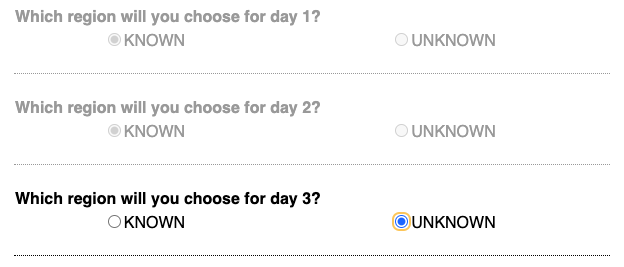 Which region will you choose for day 1?
KNOWN UNKNOWN
Which region will you choose for day 2?
KNOWN UNKNOWN
Which region will you choose for day 3?
KNOWN UNKNOWN